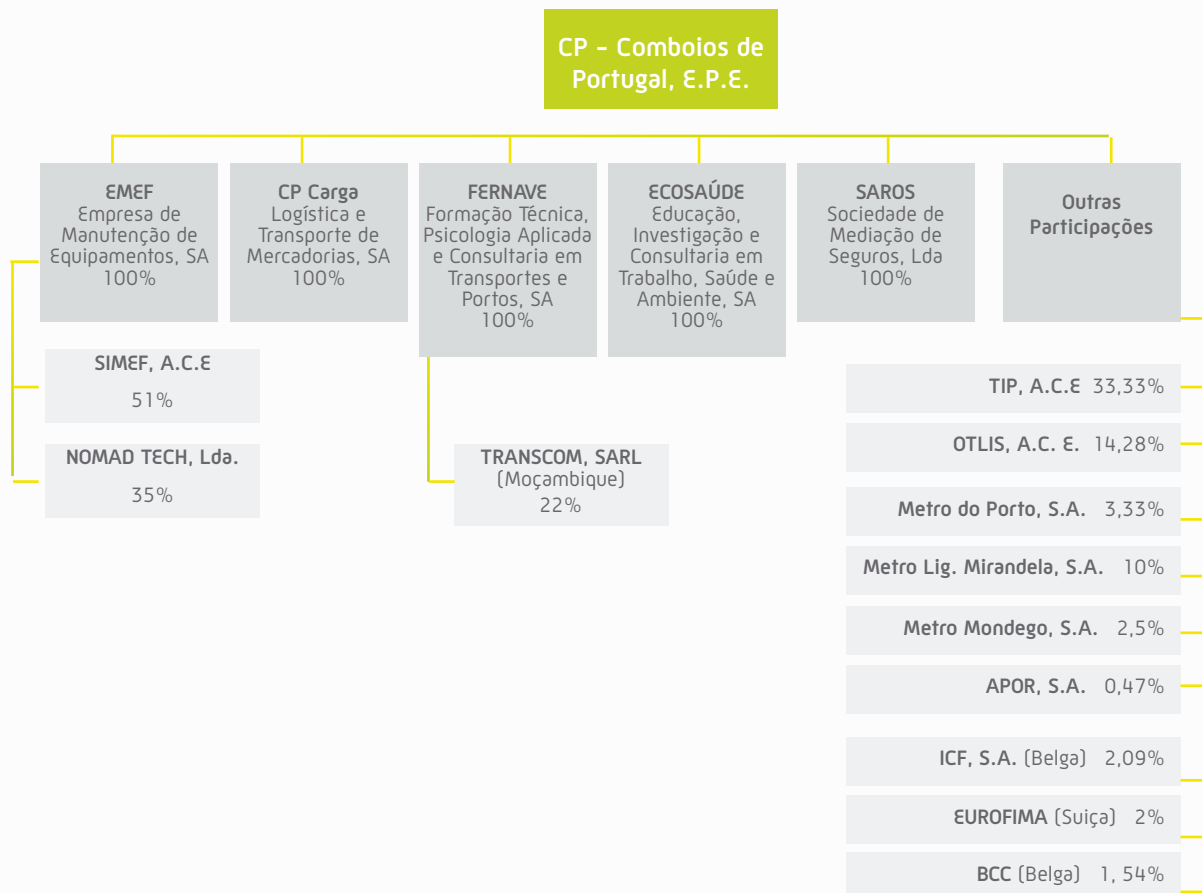 CP – Comboios de
Portugal, E.P.E.
EMEF
Empresa de
Manutenção de
Equipamentos, SA
100%
CP Carga
Logística e
Transporte de
Mercadorias, SA
100%
FERNAVE
Formação Técnica,
Psicologia Aplicada
e Consultaria em
Transportes e
Portos, SA
100%
ECOSAÚDE
Educação,
Investigação e
Consultaria em
Trabalho, Saúde e
Ambiente, SA
100%
SAROS
Sociedade de
Mediação de
Seguros, Lda
100%
Outras
Participações
SIMEF, A.C.E
51%
NOMAD TECH, Lda.
35%
TRANSCOM, SARL
(Moçambique)
22%
TIP, A.C.E 33,33%
OTLIS, A.C. E. 14,28%
Metro do Porto, S.A. 3,33%
Metro Lig. Mirandela, S.A. 10%
Metro Mondego, S.A. 2,5%
APOR, S.A. 0,47%
ICF, S.A. (Belga) 2,09%
EUROFIMA (Suiça) 2%
BCC (Belga) 1, 54%